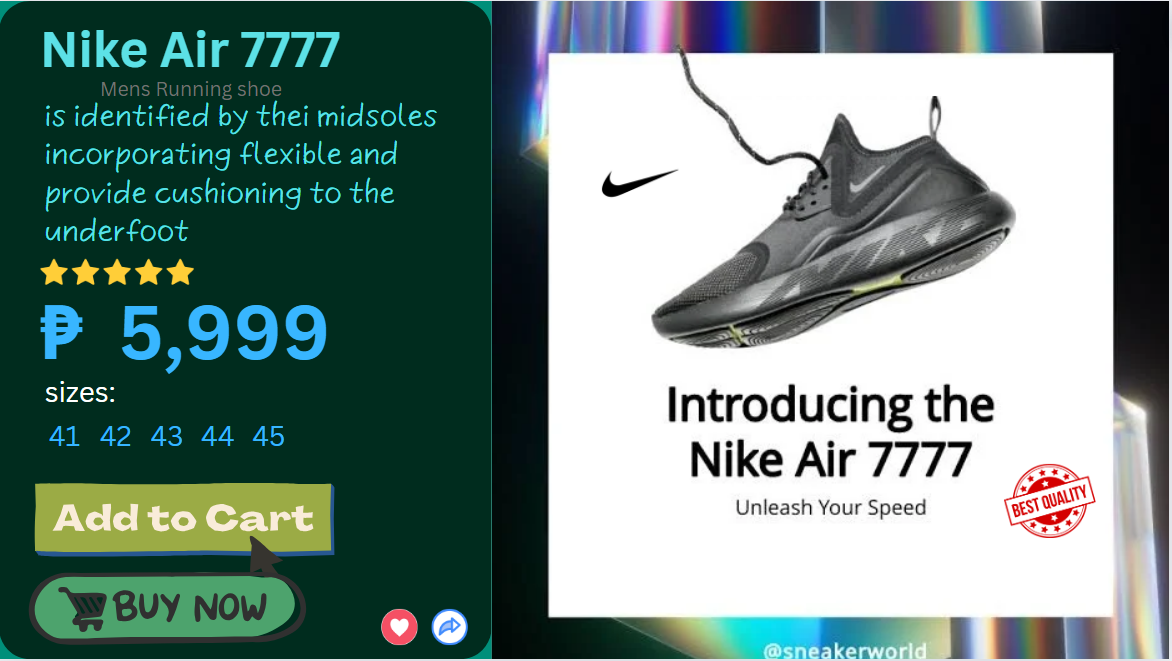 Nike Air 7777
Mens Running shoe
is identified by thei midsoles
incorporating flexible and
provide cushioning to the
underfoot
₱ 5,999
sizes:
41 42 43 44 45
Add to Cart
BUY NOW
Introducing the
Nike Air 7777
Unleash Your Speed
BEST QUALITY
@sneakerworld